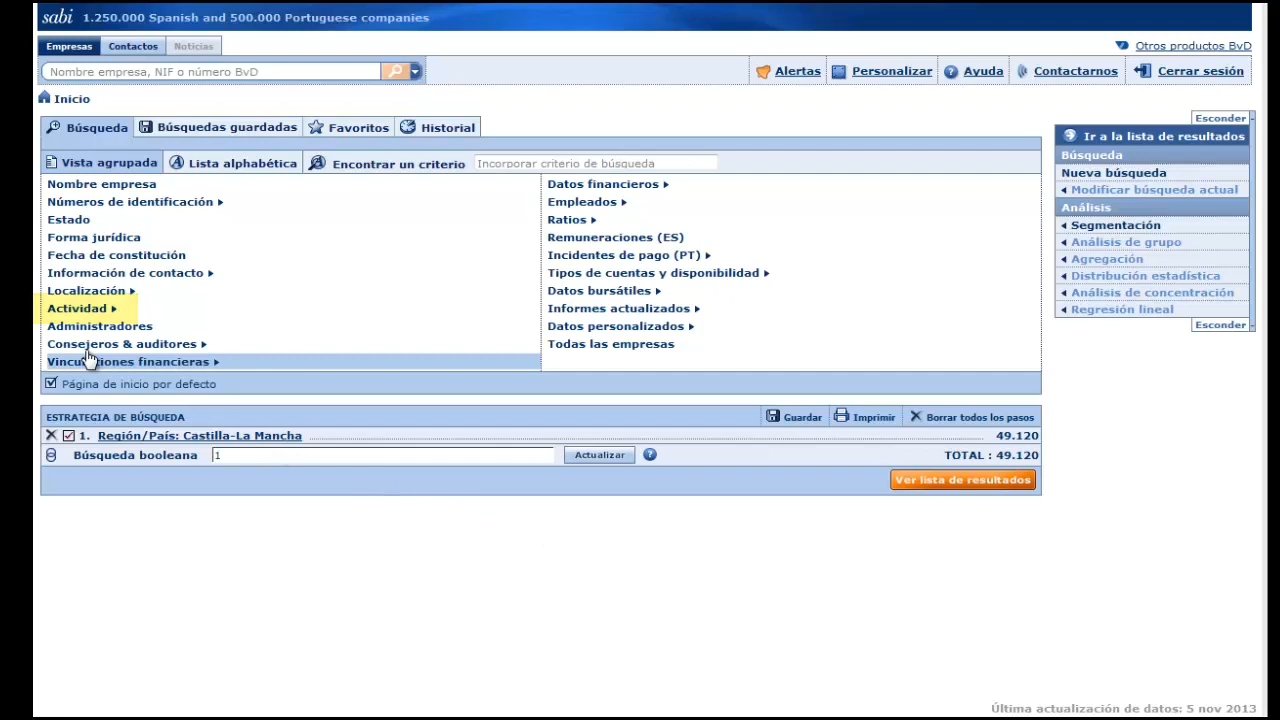 sabi 1.250.000 Spanish and 500.000 Portuguese companies
Empresas Contactos Noticias
Otros productos BvD
Nombre empresa, NIF o número BvD
Alertas Personalizar Ayuda Contactarnos Cerrar sesión
Inicio
Búsqueda Búsquedas guardadas Favoritos Historial
Vista agrupada Lista alphabética Encontrar un criterio Incorporar criterio de búsqueda
Nombre empresa
Números de identificación
Estado
Forma jurídica
Fecha de constitución
Información de contacto
Localización
Actividad
Administradores
Consejeros & auditores
Vinculaciones financieras
Datos financieros
Empleados
Ratios
Remuneraciones (ES)
Incidentes de pago (PT)
Tipos de cuentas y disponibilidad
Datos bursátiles
Informes actualizados
Datos personalizados
Todas las empresas
Página de inicio por defecto
ESTRATEGIA DE BÚSQUEDA Guardar Imprimir Borrar todos los pasos
1. Región/País: Castilla-La Mancha 49.120
Búsqueda booleana 1 Actualizar TOTAL : 49.120
Ver lista de resultados
Esconder
Ir a la lista de resultados
Búsqueda
Nueva búsqueda
Modificar búsqueda actual
Análisis
Segmentación
Análisis de grupo
Agregación
Distribución estadística
Análisis de concentración
Regresión lineal
Esconder
Última actualización de datos: 5 nov 2013